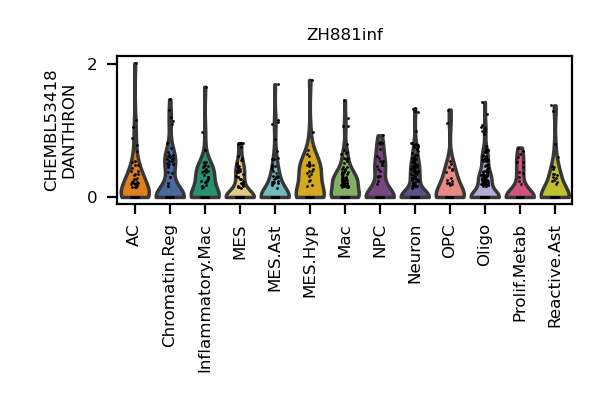 ZH881inf
CHEMBL53418
DANTHRON
2
0
AC
Chromatin.Reg
Inflammatory.Mac
MES
MES.Ast
MES.Hyp
Mac
NPC
Neuron
OPC
Oligo
Prolif.Metab
Reactive.Ast